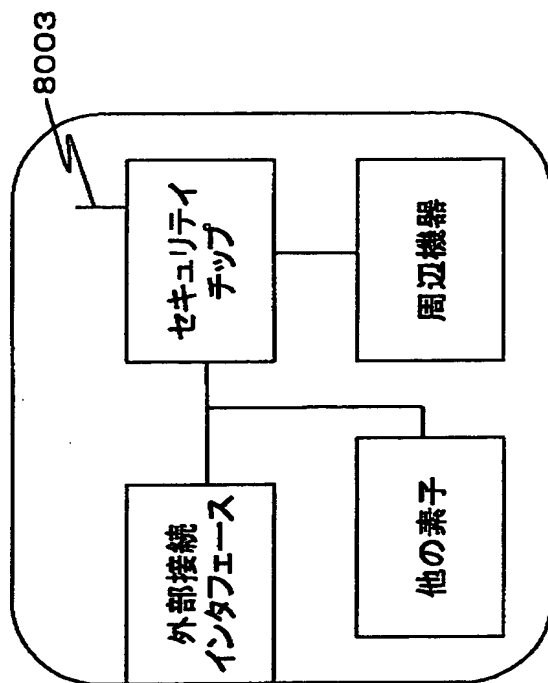 8003
セキュリティ
チップ
周辺機器
外部接続
インタフェース
他の素子